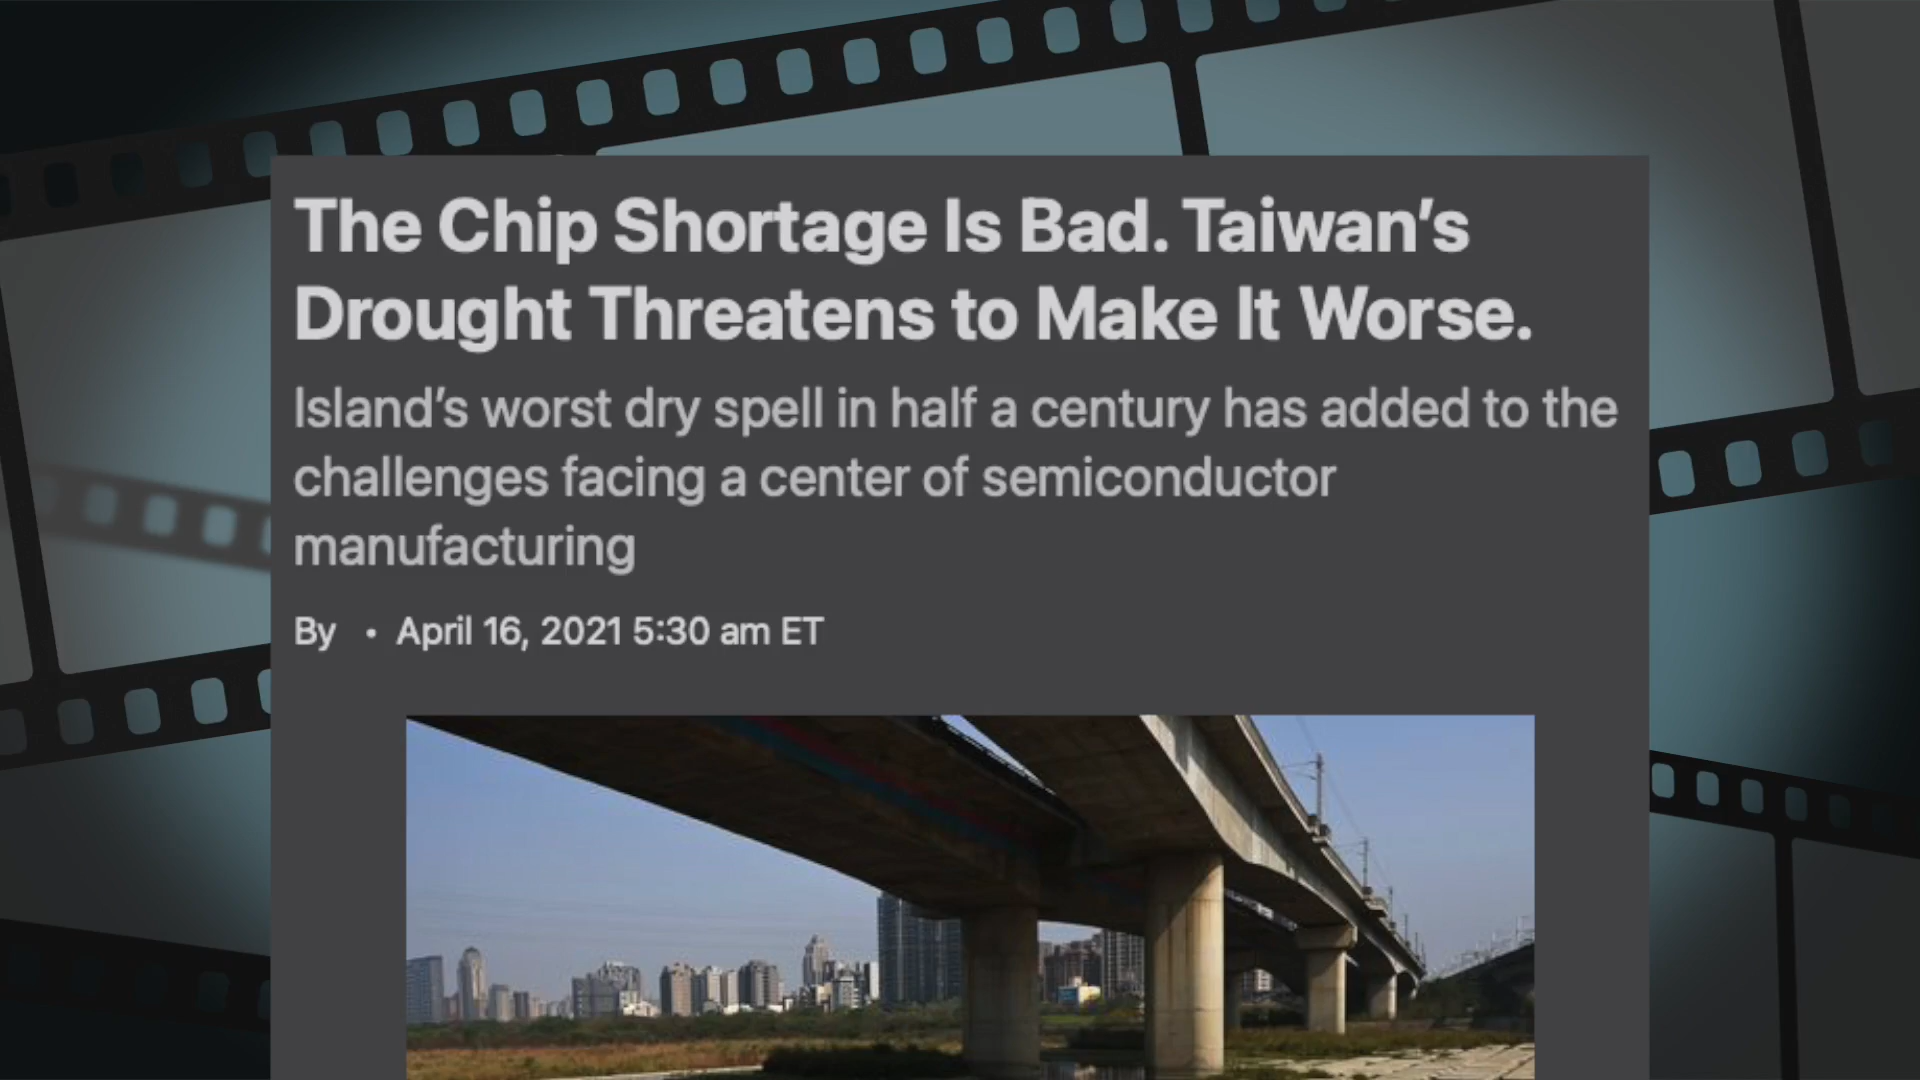 The Chip Shortage Is Bad. Taiwan’s
Drought Threatens to Make It Worse.
Island’s worst dry spell in half a century has added to the
challenges facing a center of semiconductor
manufacturing
By • April 16, 2021 5:30 am ET